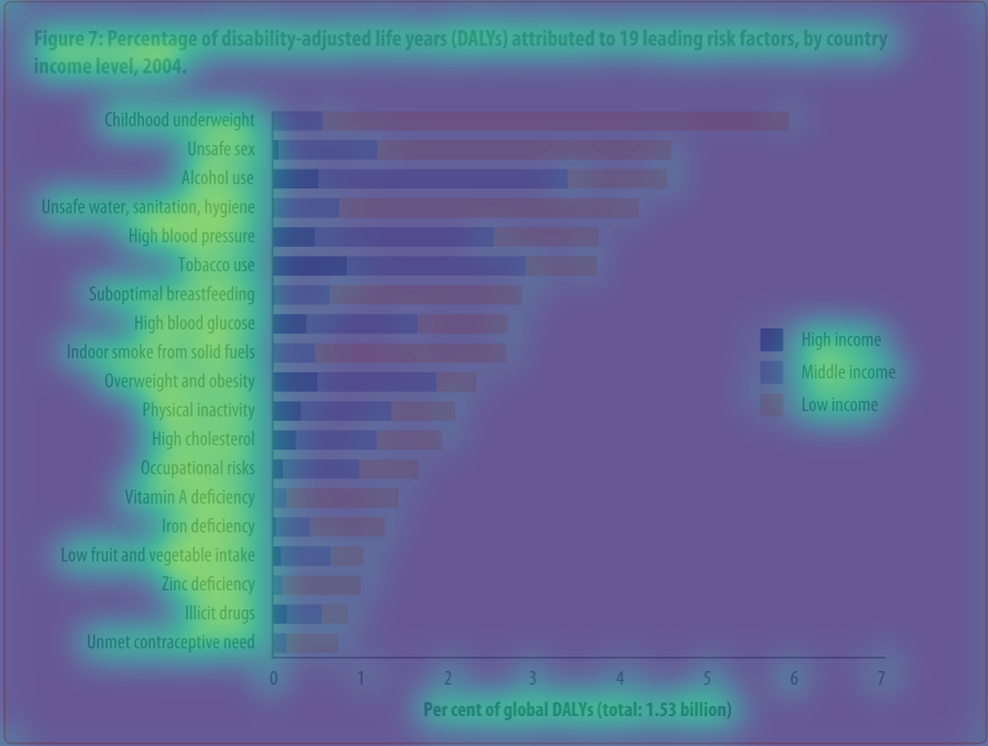 Figure 7: Percentage of disability-adjusted life years (DALYs) attributed to 19 leading risk factors, by country
income level, 2004.
Childhood underweight
Unsafe sex
Alcohol use
Unsafe water, sanitation, hygiene
High blood pressure
Tobacco use
Suboptimal breastfeeding
High blood glucose
Indoor smoke from solid fuels
Overweight and obesity
Physical inactivity
High cholesterol
Occupational risks
Vitamin A deficiency
Iron deficiency
Low fruit and vegetable intake
Zinc deficiency
Illicit drugs
Unmet contraceptive need
High income
Middle income
Low income
0 1 2 3 4 5 6 7
Per cent of global DALYs (total: 1.53 billion)